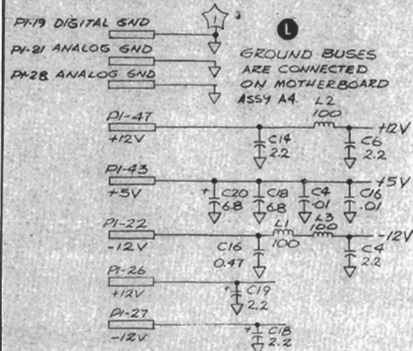 P1-19 DIGITAL GND
1
L
P1-21 ANALOG GND
P1-28 ANALOG GND
GROUND BUSES
ARE CONNECTED
ON MOTHERBOARD
ASSY A4.
P1-47
+12V
L2
100
+12V
C14
2.2
C6
2.2
P1-43
+5V
+5V
+
C20
6.8
C18
6.8
C4
.01
C16
.01
P1-22
-12V
L1
100
L3
100
-12V
C16
0.47
C4
2.2
P1-26
+12V
+
C19
2.2
P1-27
-12V
+
C18
2.2